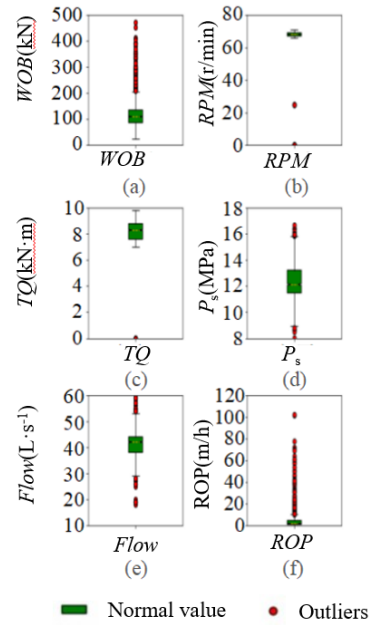 WOB(kN) 500 400 300 200 100 0
RPM(r/min) 80 60 40 20 0
WOB RPM
(a) (b)
TQ(kN·m) 10 8 6 4 2 0
Ps(MPa) 18 16 14 12 10 8
TQ Ps
(c) (d)
Flow(L·s⁻¹) 60 50 40 30 20 10
ROP(m/h) 120 100 80 60 40 20 0
Flow ROP
(e) (f)
Normal value Outliers